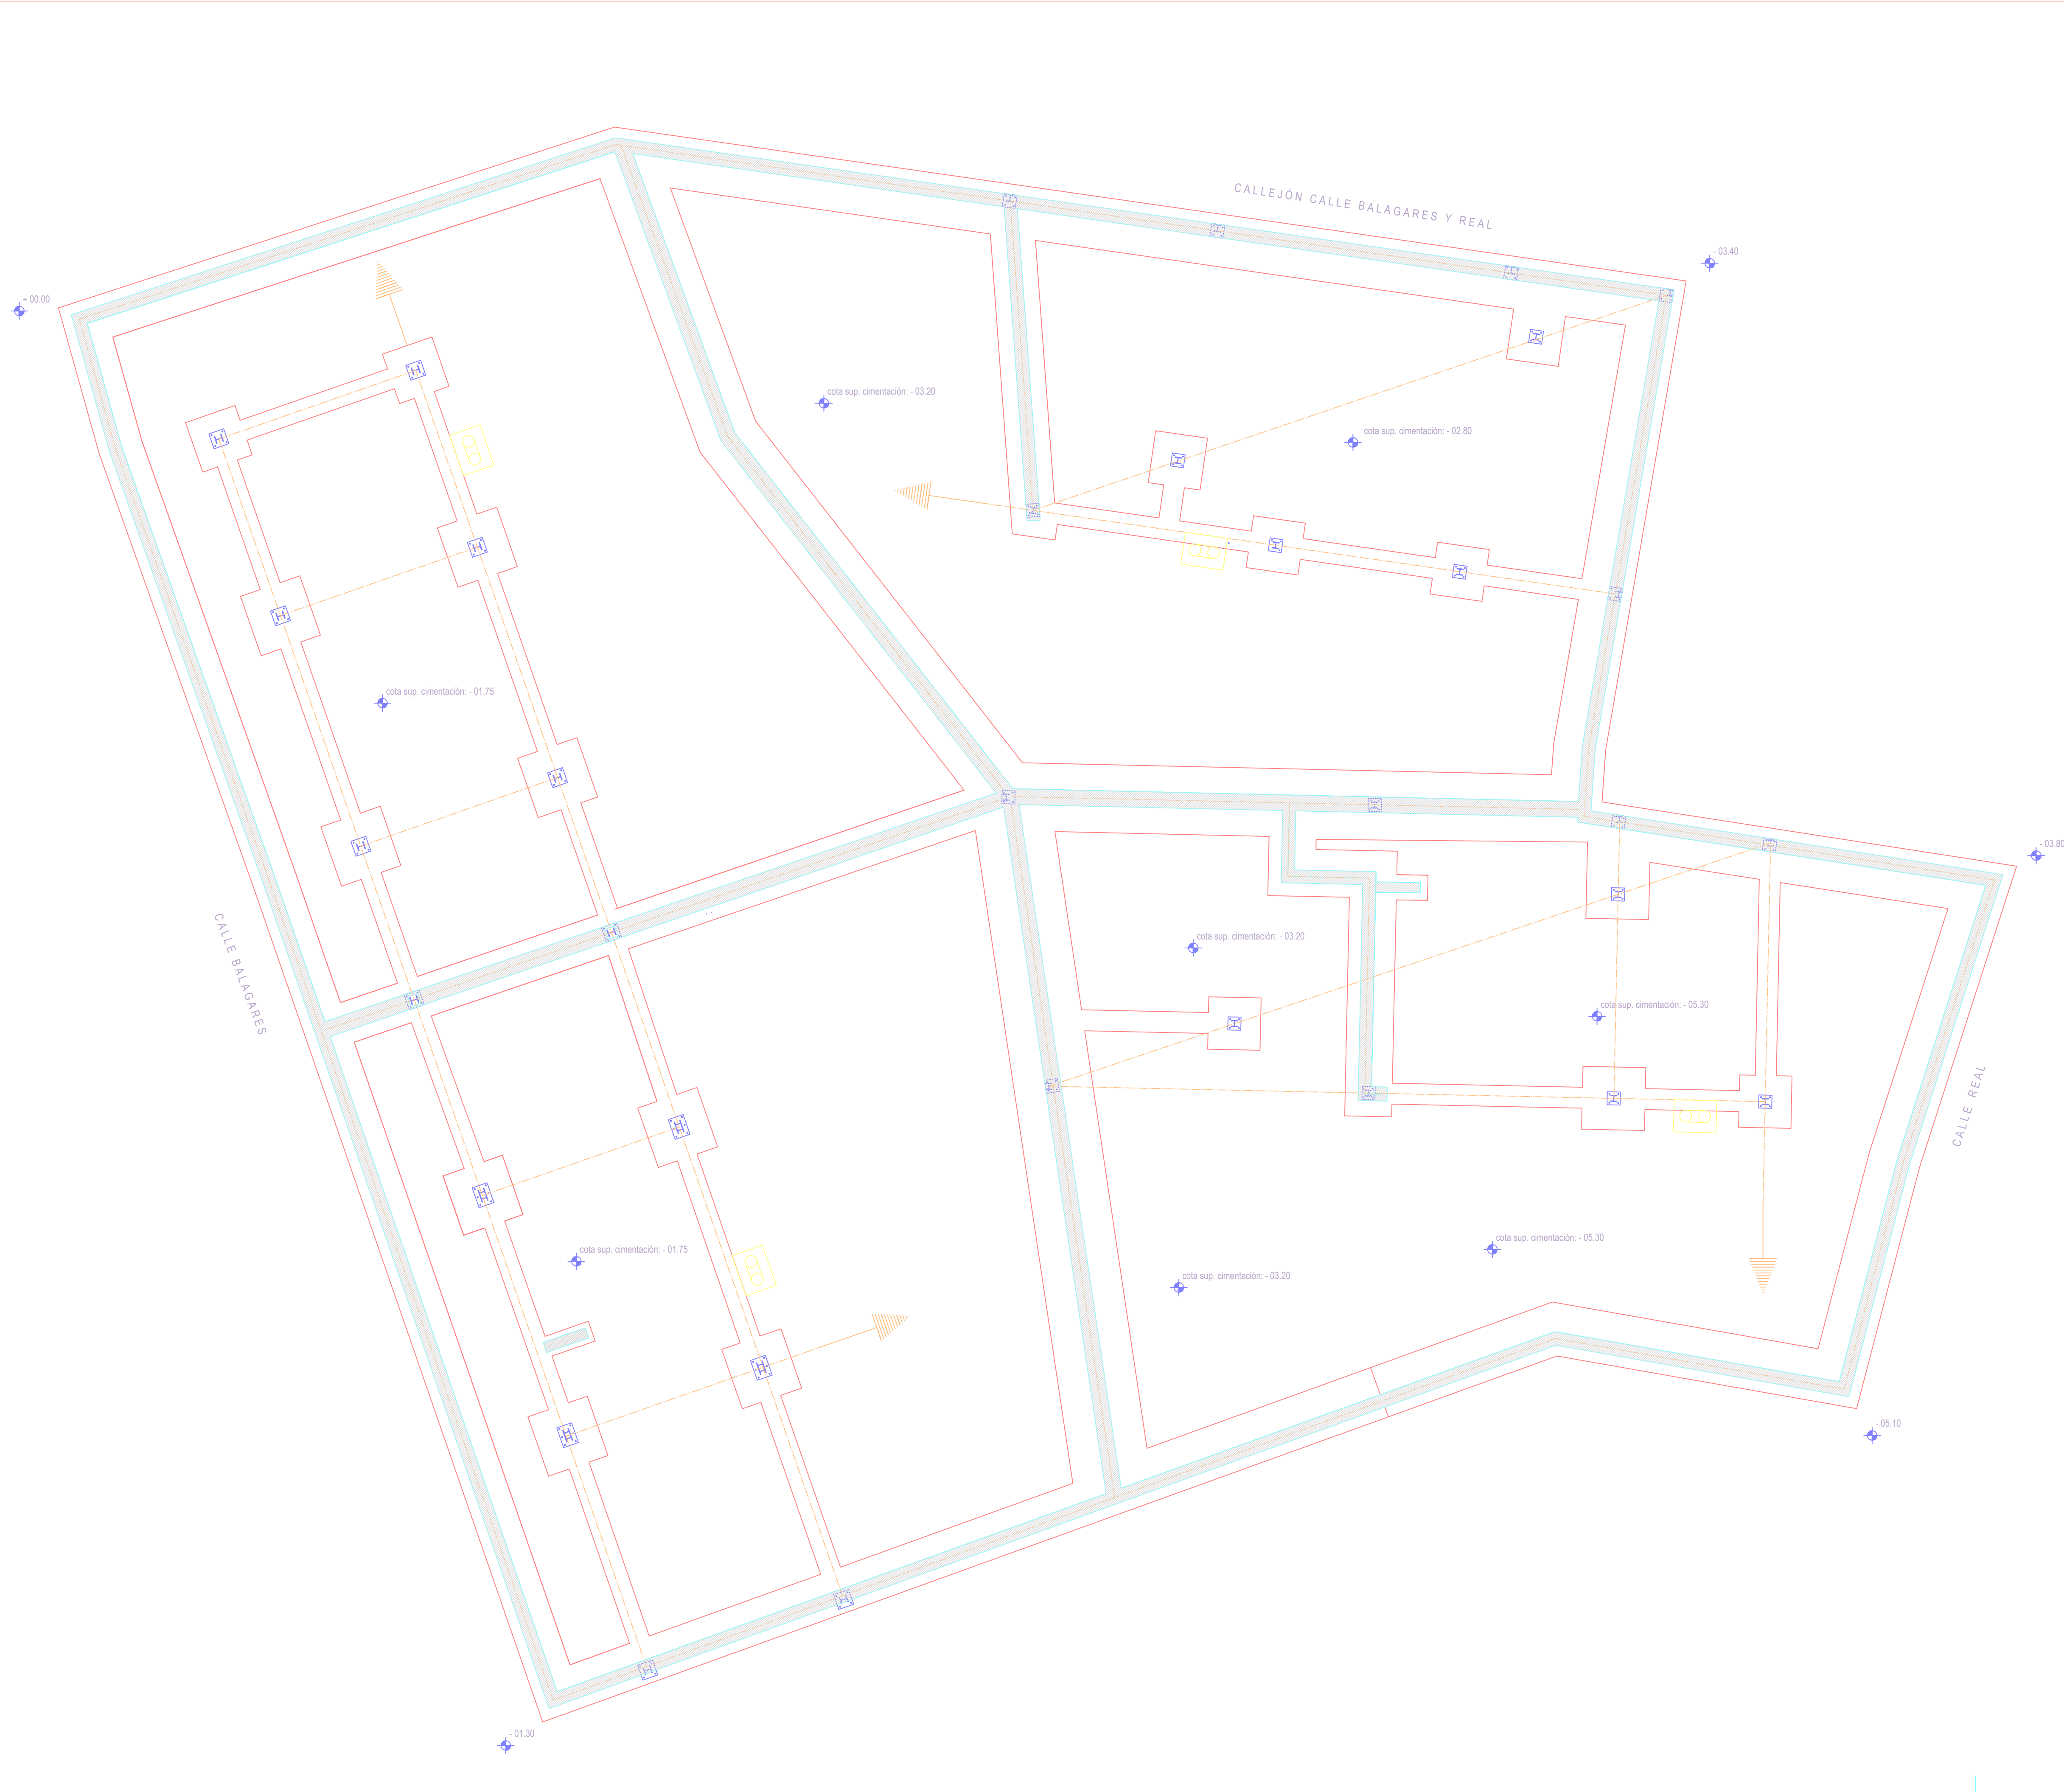 CALLEJÓN CALLE BALAGARES Y REAL
- 03.40
+ 00.00
cota sup. cimentación: - 03.20
cota sup. cimentación: - 02.80
cota sup. cimentación: - 01.75
- 03.80
CALLE BALAGARES
cota sup. cimentación: - 03.20
cota sup. cimentación: - 05.30
CALLE REAL
cota sup. cimentación: - 05.30
cota sup. cimentación: - 01.75
cota sup. cimentación: - 03.20
- 05.10
- 01.30